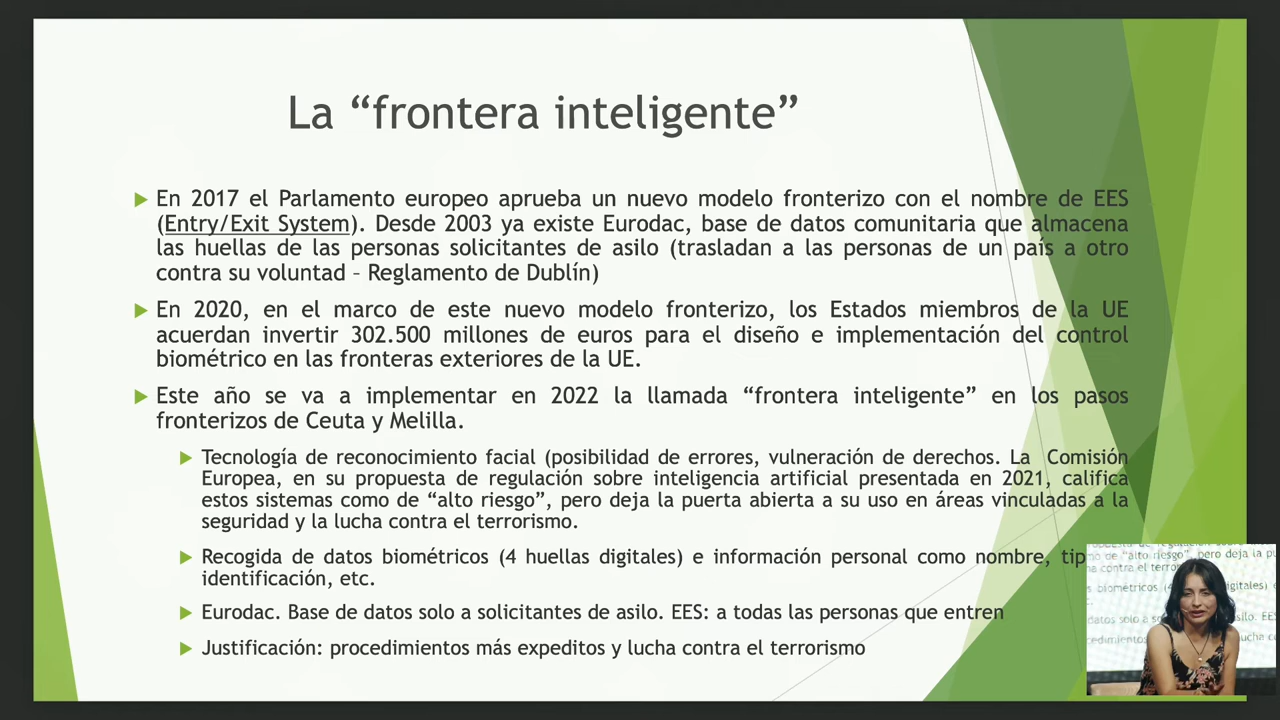 La “frontera inteligente”
En 2017 el Parlamento europeo aprueba un nuevo modelo fronterizo con el nombre de EES
(Entry/Exit System). Desde 2003 ya existe Eurodac, base de datos comunitaria que almacena
las huellas de las personas solicitantes de asilo (trasladan a las personas de un país a otro
contra su voluntad – Reglamento de Dublín)
En 2020, en el marco de este nuevo modelo fronterizo, los Estados miembros de la UE
acuerdan invertir 302.500 millones de euros para el diseño e implementación del control
biométrico en las fronteras exteriores de la UE.
Este año se va a implementar en 2022 la llamada “frontera inteligente” en los pasos
fronterizos de Ceuta y Melilla.
Tecnología de reconocimiento facial (posibilidad de errores, vulneración de derechos. La Comisión
Europea, en su propuesta de regulación sobre inteligencia artificial presentada en 2021, califica
estos sistemas como de “alto riesgo”, pero deja la puerta abierta a su uso en áreas vinculadas a la
seguridad y la lucha contra el terrorismo.
Recogida de datos biométricos (4 huellas digitales) e información personal como nombre,
identificación, etc.
Eurodac. Base de datos solo a solicitantes de asilo. EES: a todas las personas que entren
Justificación: procedimientos más expeditos y lucha contra el terrorismo
mo de “alto riesgo”, pero deja la